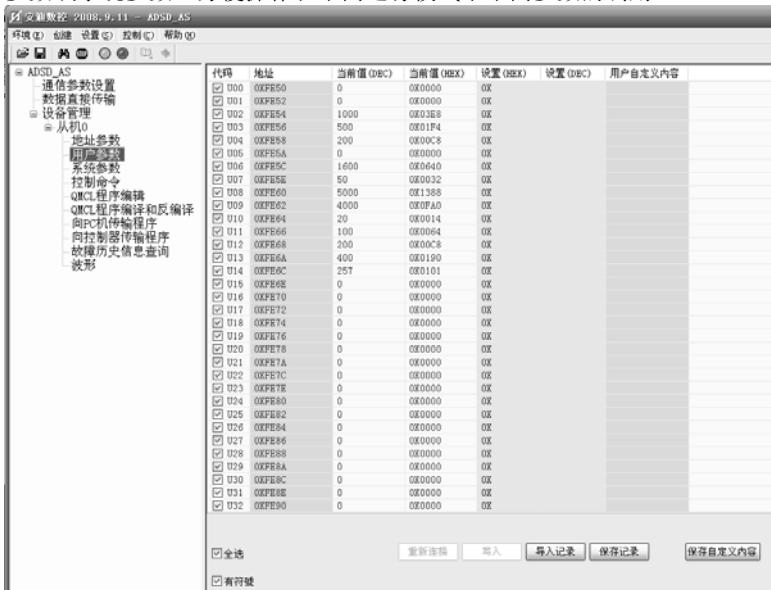 安迪数控 2008.9.11 - ADSD_AS
环境(E) 创建 设置(S) 控制(C) 帮助(H)
ADSD_AS
通信参数设置
数据直接传输
设备管理
从机0
地址参数
用户参数
系统参数
控制命令
QMCL程序编辑
QMCL程序编译和反编译
向PC机传输程序
向控制器传输程序
故障历史信息查询
波形
代码 地址 当前值(DEC) 当前值(HEX) 设置(HEX) 设置(DEC) 用户自定义内容
U00 0XFE50 0 0X0000 0X
U01 0XFE52 0 0X0000 0X
U02 0XFE54 1000 0X03E8 0X
U03 0XFE56 500 0X01F4 0X
U04 0XFE58 200 0X00C8 0X
U05 0XFE5A 0 0X0000 0X
U06 0XFE5C 1600 0X0640 0X
U07 0XFE5E 50 0X0032 0X
U08 0XFE60 5000 0X1388 0X
U09 0XFE62 4000 0X0FA0 0X
U10 0XFE64 20 0X0014 0X
U11 0XFE66 100 0X0064 0X
U12 0XFE68 200 0X00C8 0X
U13 0XFE6A 400 0X0190 0X
U14 0XFE6C 257 0X0101 0X
U15 0XFE6E 0 0X0000 0X
U16 0XFE70 0 0X0000 0X
U17 0XFE72 0 0X0000 0X
U18 0XFE74 0 0X0000 0X
U19 0XFE76 0 0X0000 0X
U20 0XFE78 0 0X0000 0X
U21 0XFE7A 0 0X0000 0X
U22 0XFE7C 0 0X0000 0X
U23 0XFE7E 0 0X0000 0X
U24 0XFE80 0 0X0000 0X
U25 0XFE82 0 0X0000 0X
U26 0XFE84 0 0X0000 0X
U27 0XFE86 0 0X0000 0X
U28 0XFE88 0 0X0000 0X
U29 0XFE8A 0 0X0000 0X
U30 0XFE8C 0 0X0000 0X
U31 0XFE8E 0 0X0000 0X
U32 0XFE90 0 0X0000 0X
全选 重新连接 写入 导入记录 保存记录 保存自定义内容
有符号